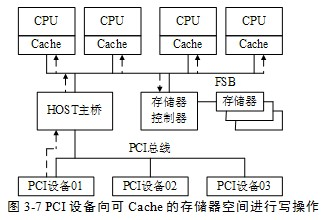 CPU CPU CPU CPU
Cache Cache Cache Cache
FSB
HOST主桥 存储器 存储器
控制器
PCI总线
PCI设备01 PCI设备02 PCI设备03
图 3-7 PCI 设备向可 Cache 的存储器空间进行写操作